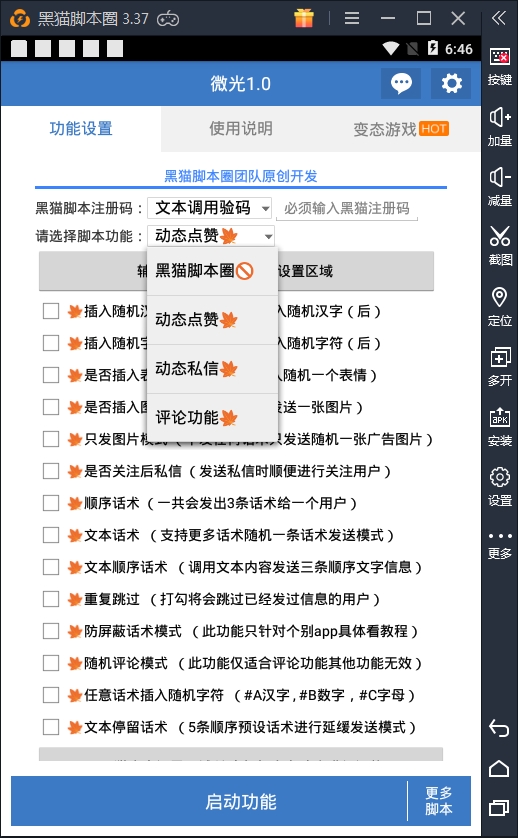 黑猫脚本圈 3.37
6:46
微光1.0
功能设置
使用说明
变态游戏 HOT
黑猫脚本圈团队原创开发
黑猫脚本注册码： 文本调用验码 必须输入黑猫注册码
请选择脚本功能： 动态点赞
黑猫脚本圈
动态点赞
动态私信
评论功能
辅 设置区域
插入随机汉 入随机汉字（后）
插入随机字 入随机字符（后）
是否插入表 入随机一个表情）
是否插入图 发送一张图片）
只发图片模式 只发送随机一张广告图片）
是否关注后私信（发送私信时顺便进行关注用户）
顺序话术（一共会发出3条话术给一个用户）
文本话术（支持更多话术随机一条话术发送模式）
文本顺序话术（调用文本内容发送三条顺序文字信息）
重复跳过（打勾将会跳过已经发过信息的用户）
防屏蔽话术模式（此功能只针对个别app具体看教程）
随机评论模式（此功能仅适合评论功能其他功能无效）
任意话术插入随机字符（#A汉字,#B数字，#C字母）
文本停留话术（5条顺序预设话术进行延缓发送模式）
启动功能
更多
脚本
按键
加量
减量
截图
定位
多开
APK
安装
设置
更多